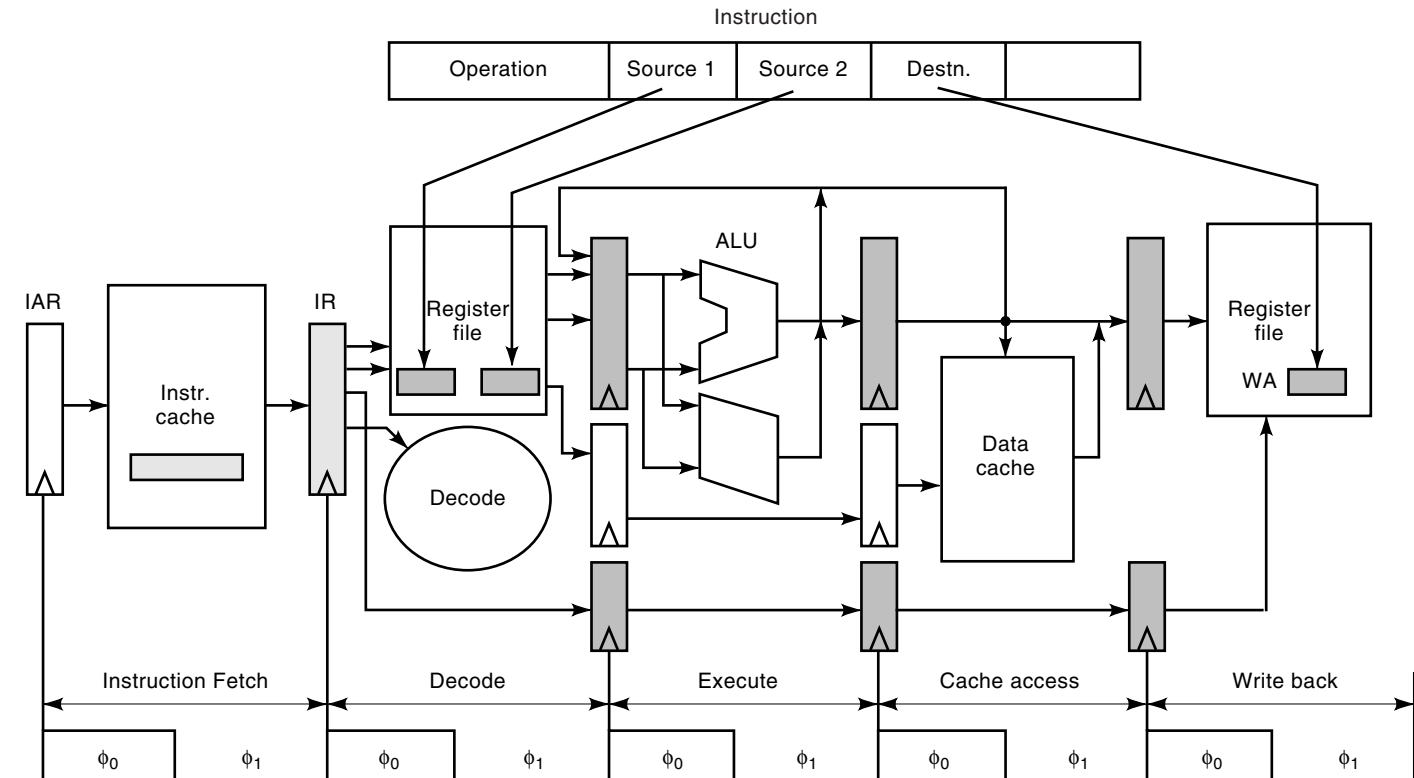 Instruction
Operation
Source 1
Source 2
Destn.
ALU
IAR
IR
Register
file
Register
file
WA
Instr.
cache
Decode
Data
cache
Instruction Fetch
Decode
Execute
Cache access
Write back
ϕ0
ϕ1
ϕ0
ϕ1
ϕ0
ϕ1
ϕ0
ϕ1
ϕ0
ϕ1